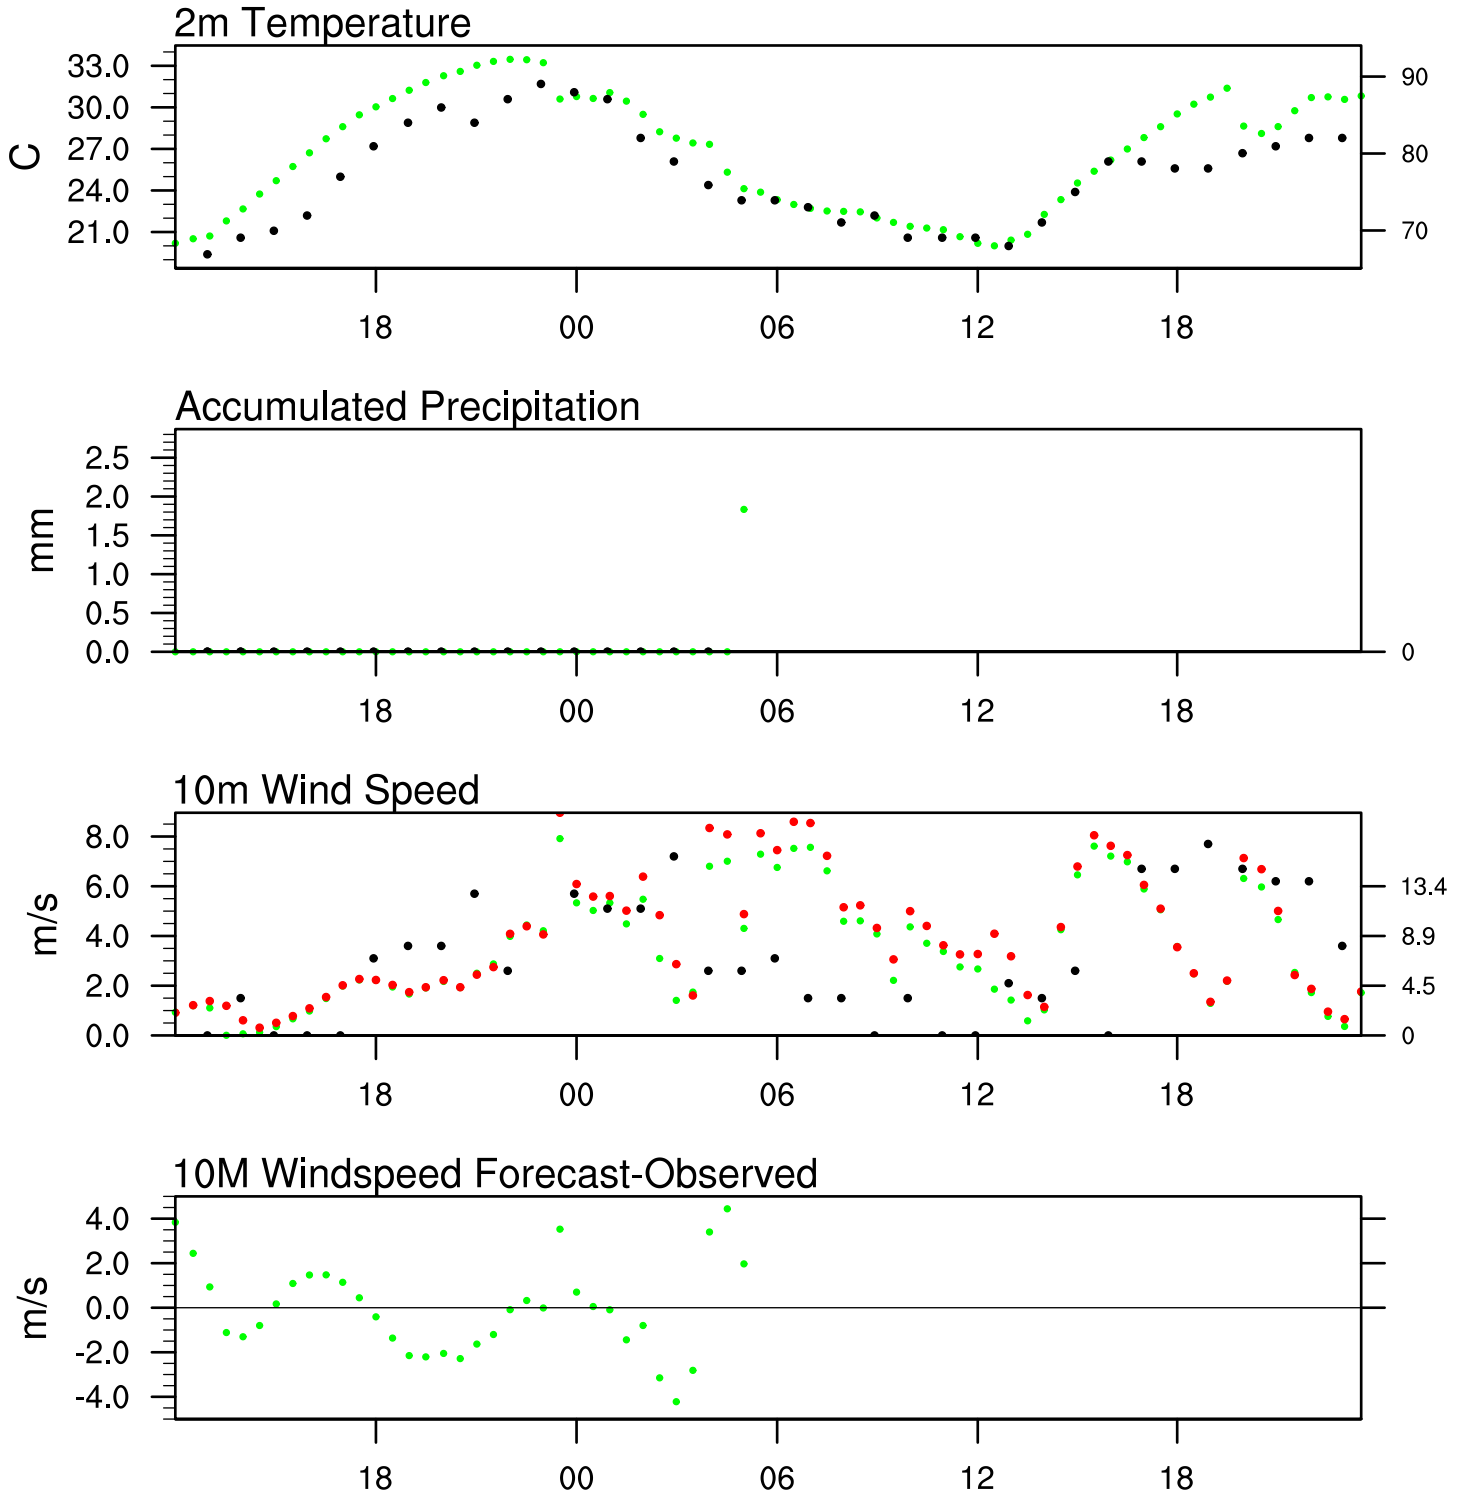 2m Temperature
33.0
30.0
27.0
24.0
21.0
C
90
80
70
18 00 06 12 18
Accumulated Precipitation
2.5
2.0
1.5
1.0
0.5
0.0
mm
0
18 00 06 12 18
10m Wind Speed
8.0
6.0
4.0
2.0
0.0
m/s
13.4
8.9
4.5
0
18 00 06 12 18
10M Windspeed Forecast-Observed
4.0
2.0
0.0
-2.0
-4.0
m/s
18 00 06 12 18